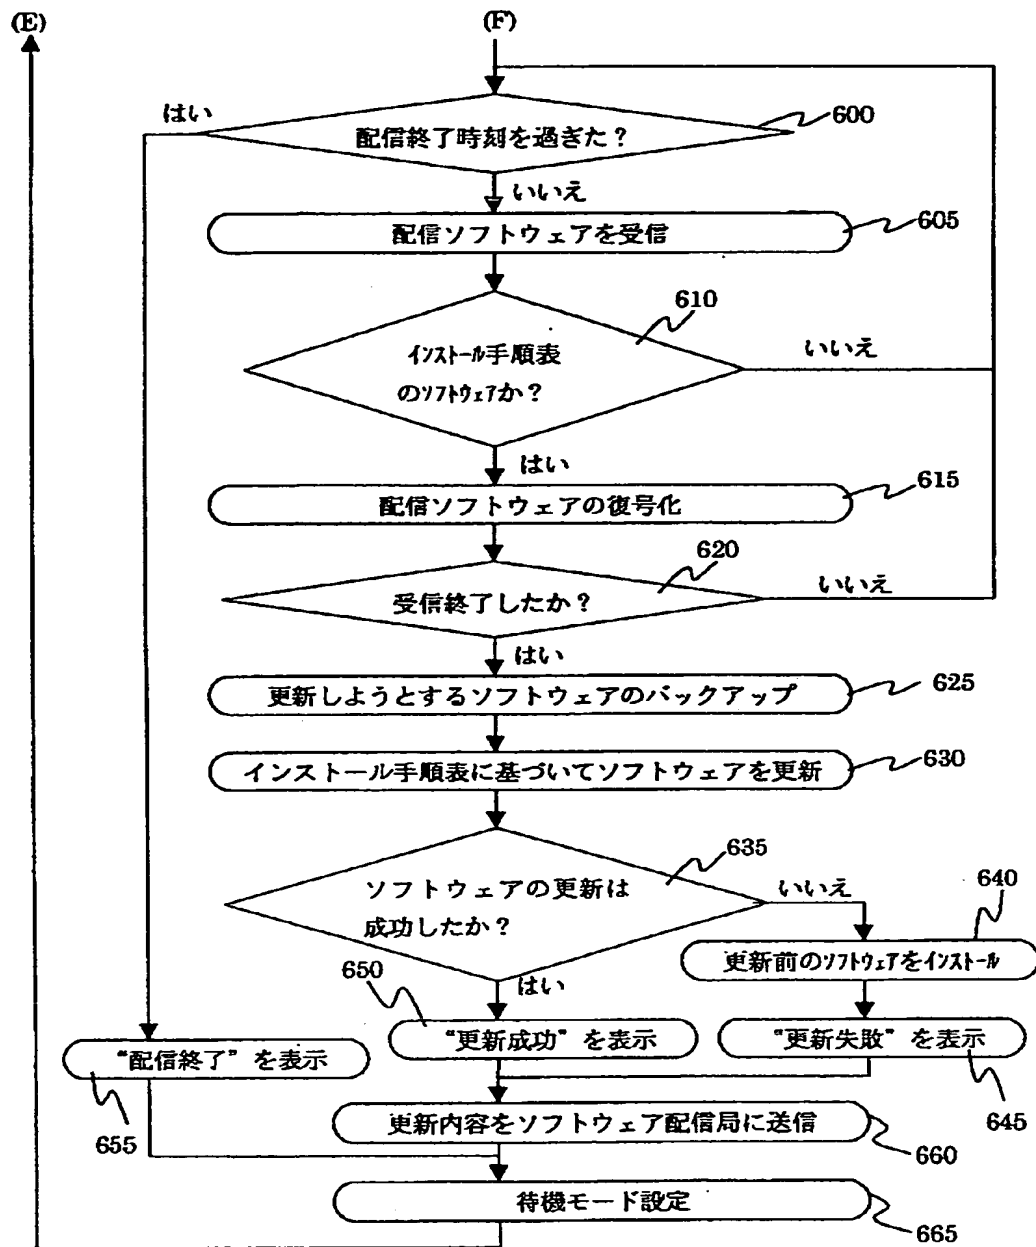 (E)
(F)
はい
配信終了時刻を過ぎた？
600
いいえ
配信ソフトウェアを受信
605
610
インストール手順表
のソフトウェアか？
いいえ
はい
配信ソフトウェアの復号化
615
620
受信終了したか？
いいえ
はい
更新しようとするソフトウェアのバックアップ
625
インストール手順表に基づいてソフトウェアを更新
630
635
ソフトウェアの更新は
成功したか？
いいえ
640
更新前のソフトウェアをインストール
650
はい
“配信終了”を表示
“更新成功”を表示
“更新失敗”を表示
655
645
更新内容をソフトウェア配信局に送信
660
待機モード設定
665